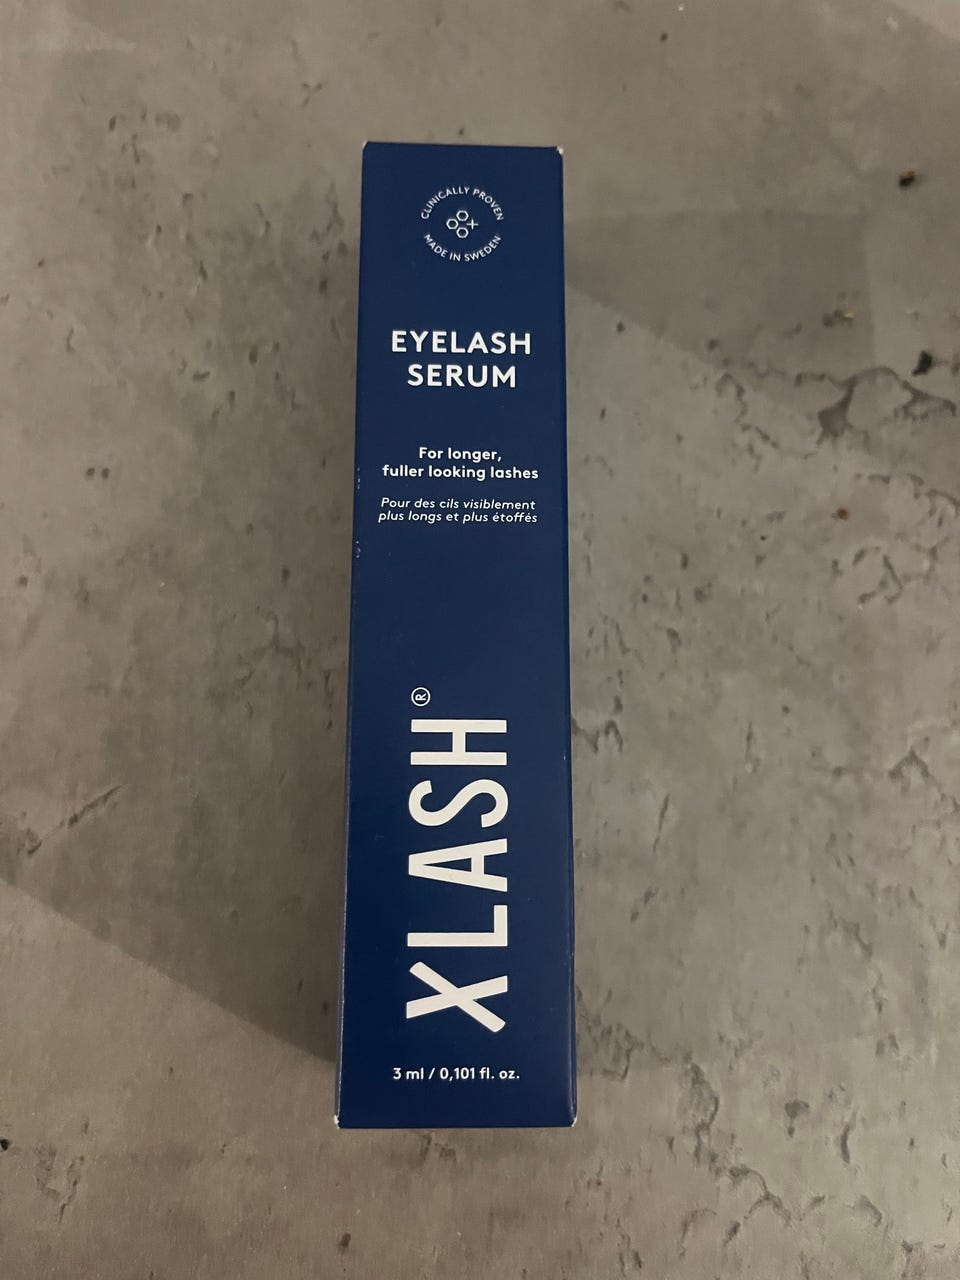 CLINICALLY PROVEN
MADE IN SWEDEN
EYELASH
SERUM
For longer,
fuller looking lashes
Pour des cils visiblement
plus longs et plus étoffés
XLASH®
3 ml / 0,101 fl. oz.